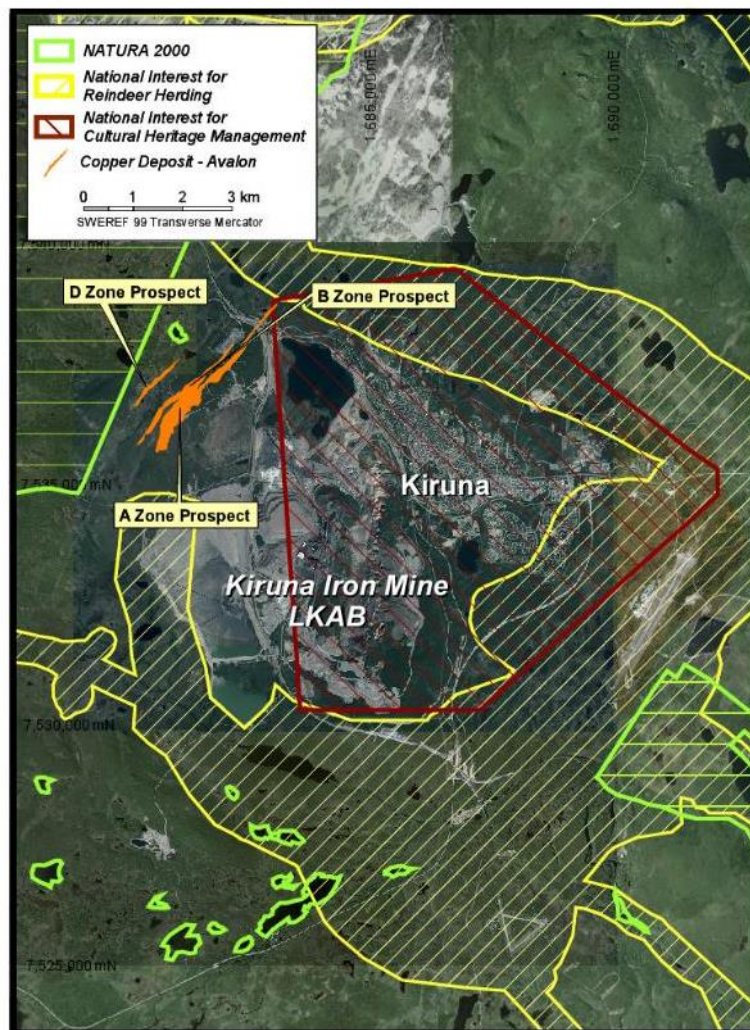 NATURA 2000
National Interest for
Reindeer Herding
National Interest for
Cultural Heritage Management
Copper Deposit - Avalon
0 1 2 3 km
SWEREF 99 Transverse Mercator
1,685,000 mE
1,690,000 mE
D Zone Prospect
B Zone Prospect
7,535,000 mN
Kiruna
A Zone Prospect
Kiruna Iron Mine
LKAB
7,530,000 mN
7,525,000 mN